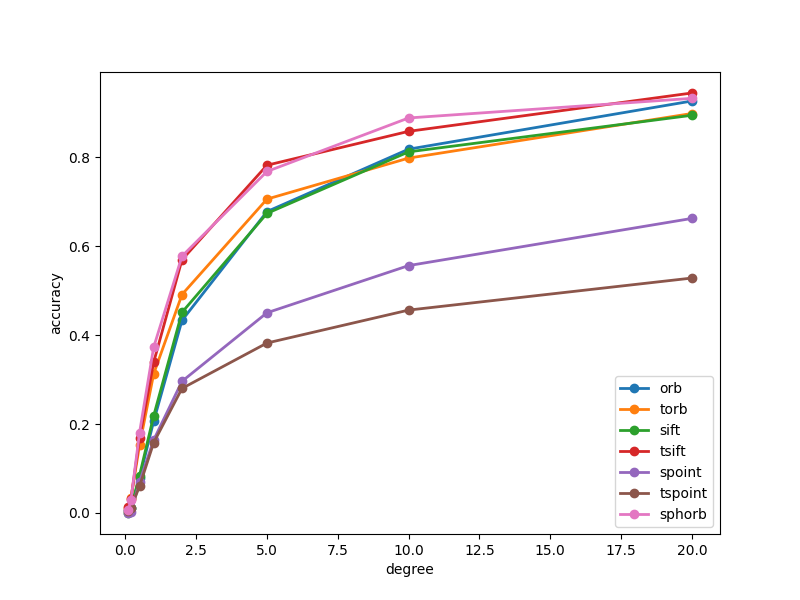 0.8
0.6
0.4
0.2
0.0
accuracy
0.0 2.5 5.0 7.5 10.0 12.5 15.0 17.5 20.0
degree
orb
torb
sift
tsift
spoint
tspoint
sphorb